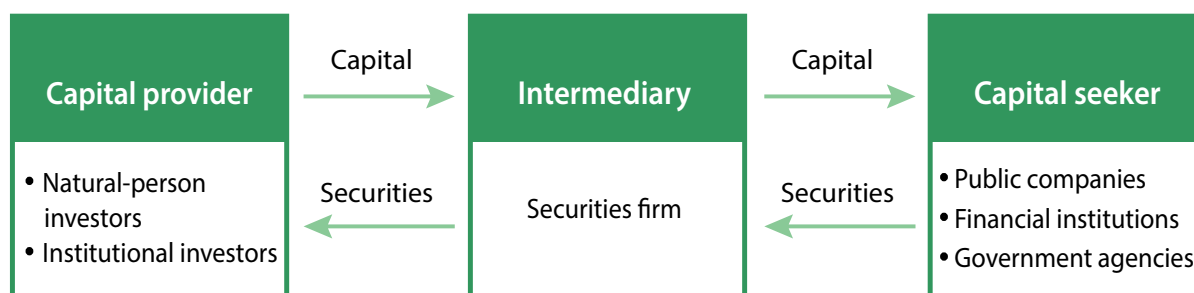 Capital provider
• Natural-person
investors
• Institutional investors
Capital
Securities
Intermediary
Securities firm
Capital
Securities
Capital seeker
• Public companies
• Financial institutions
• Government agencies